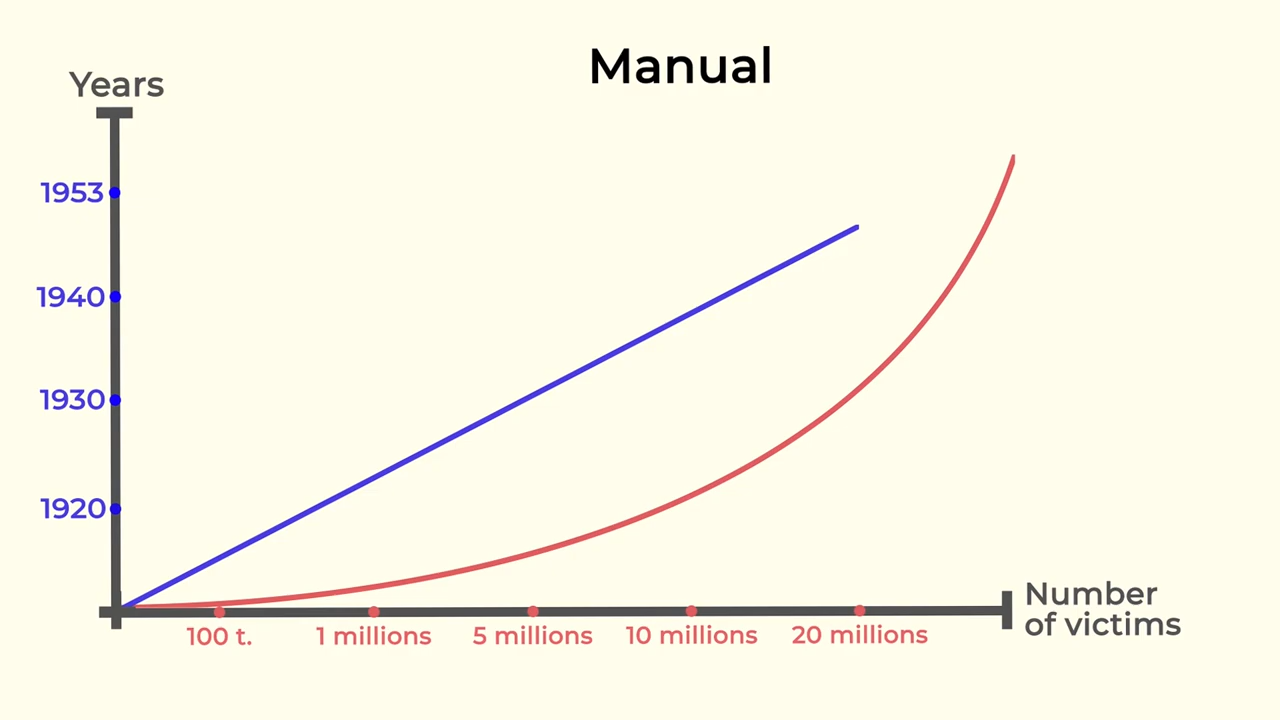 Manual
Years
1953
1940
1930
1920
100 t.
1 millions
5 millions
10 millions
20 millions
Number
of victims